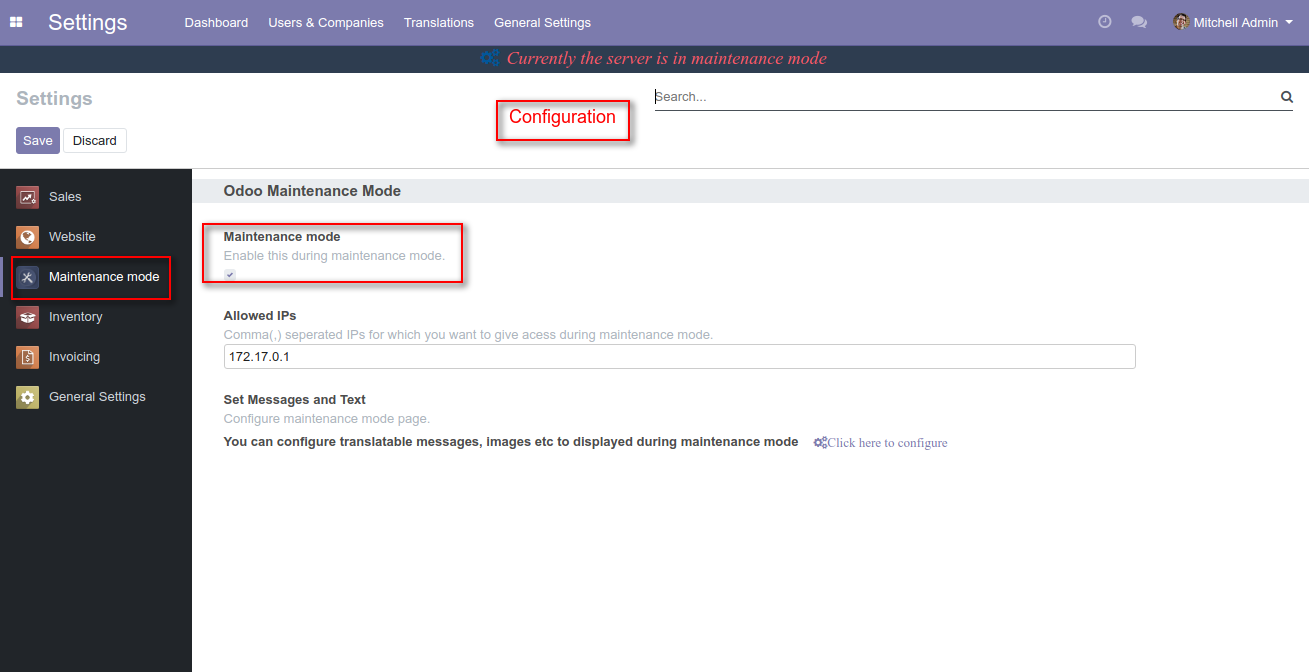 Settings Dashboard Users & Companies Translations General Settings Mitchell Admin
Currently the server is in maintenance mode
Settings
Configuration
Search...
Save Discard
Sales
Website
Maintenance mode
Inventory
Invoicing
General Settings
Odoo Maintenance Mode
Maintenance mode
Enable this during maintenance mode.
Allowed IPs
Comma(,) seperated IPs for which you want to give acess during maintenance mode.
172.17.0.1
Set Messages and Text
Configure maintenance mode page.
You can configure translatable messages, images etc to displayed during maintenance mode Click here to configure